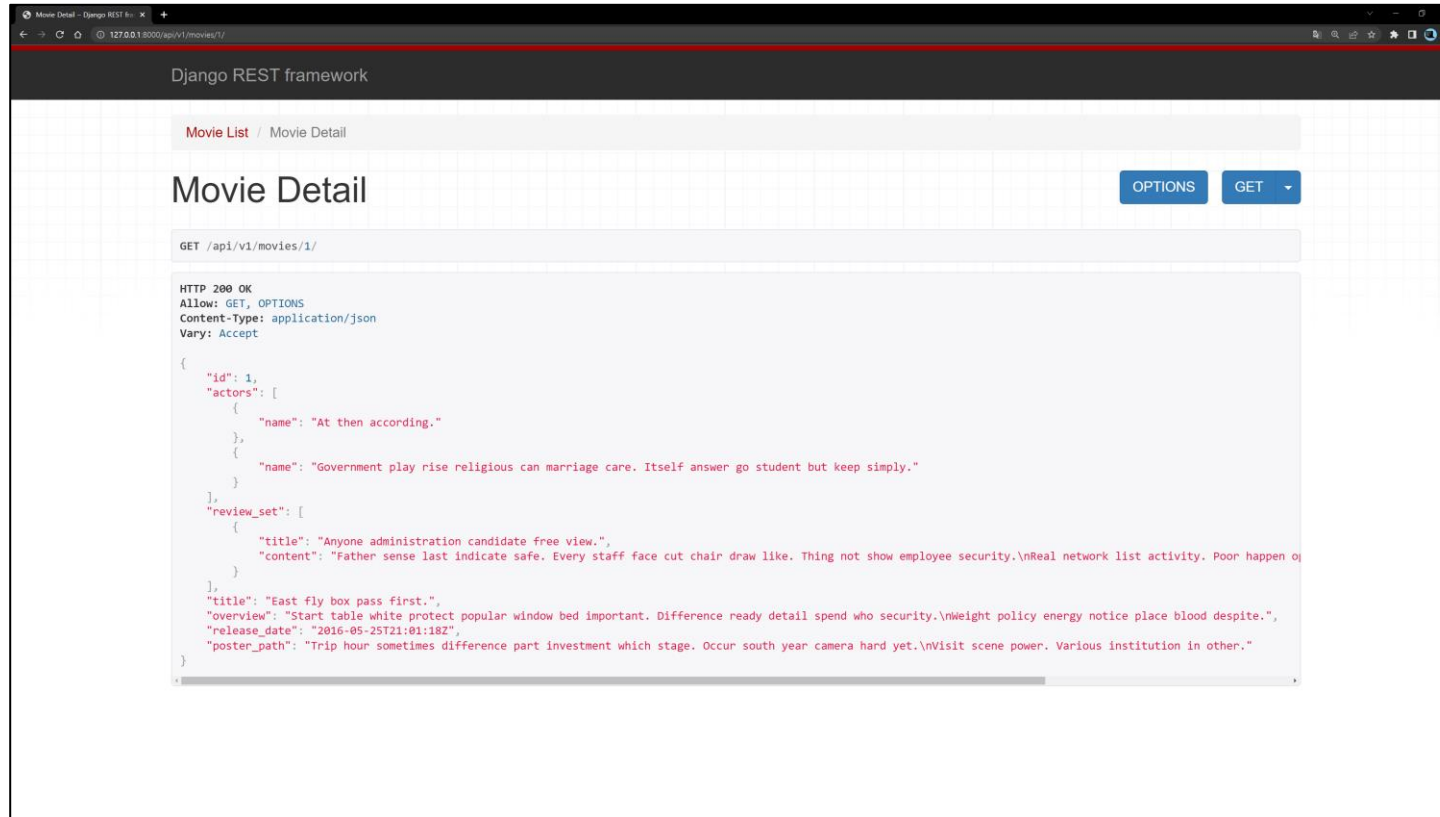 Movie Detail – Django REST fra
127.0.0.1:8000/api/v1/movies/1/
Django REST framework
Movie List / Movie Detail
Movie Detail
OPTIONS
GET
GET /api/v1/movies/1/
HTTP 200 OK
Allow: GET, OPTIONS
Content-Type: application/json
Vary: Accept
{
"id": 1,
"actors": [
{
"name": "At then according."
},
{
"name": "Government play rise religious can marriage care. Itself answer go student but keep simply."
}
],
"review_set": [
{
"title": "Anyone administration candidate free view.",
"content": "Father sense last indicate safe. Every staff face cut chair draw like. Thing not show employee security.\nReal network list activity. Poor happen op
}
],
"title": "East fly box pass first.",
"overview": "Start table white protect popular window bed important. Difference ready detail spend who security.\nWeight policy energy notice place blood despite.",
"release_date": "2016-05-25T21:01:18Z",
"poster_path": "Trip hour sometimes difference part investment which stage. Occur south year camera hard yet.\nVisit scene power. Various institution in other."
}